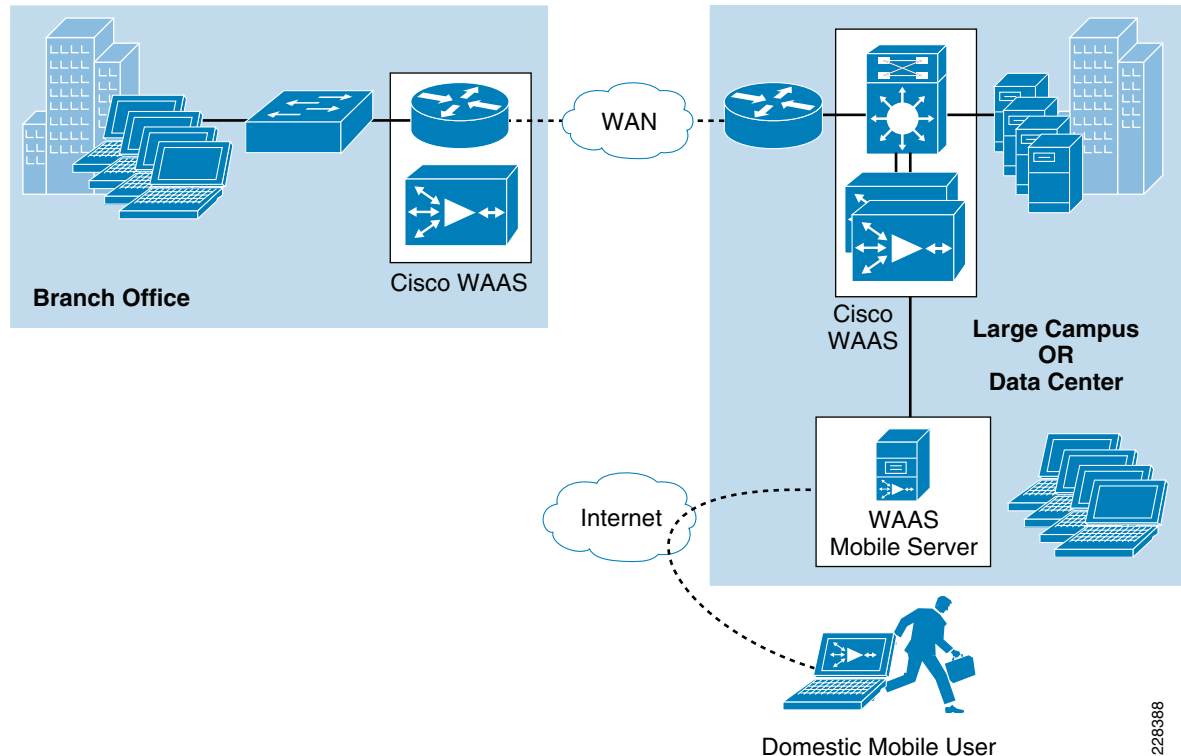 WAN
Cisco WAAS
Branch Office
Cisco
WAAS
Large Campus
OR
Data Center
Internet
WAAS
Mobile Server
Domestic Mobile User
228388